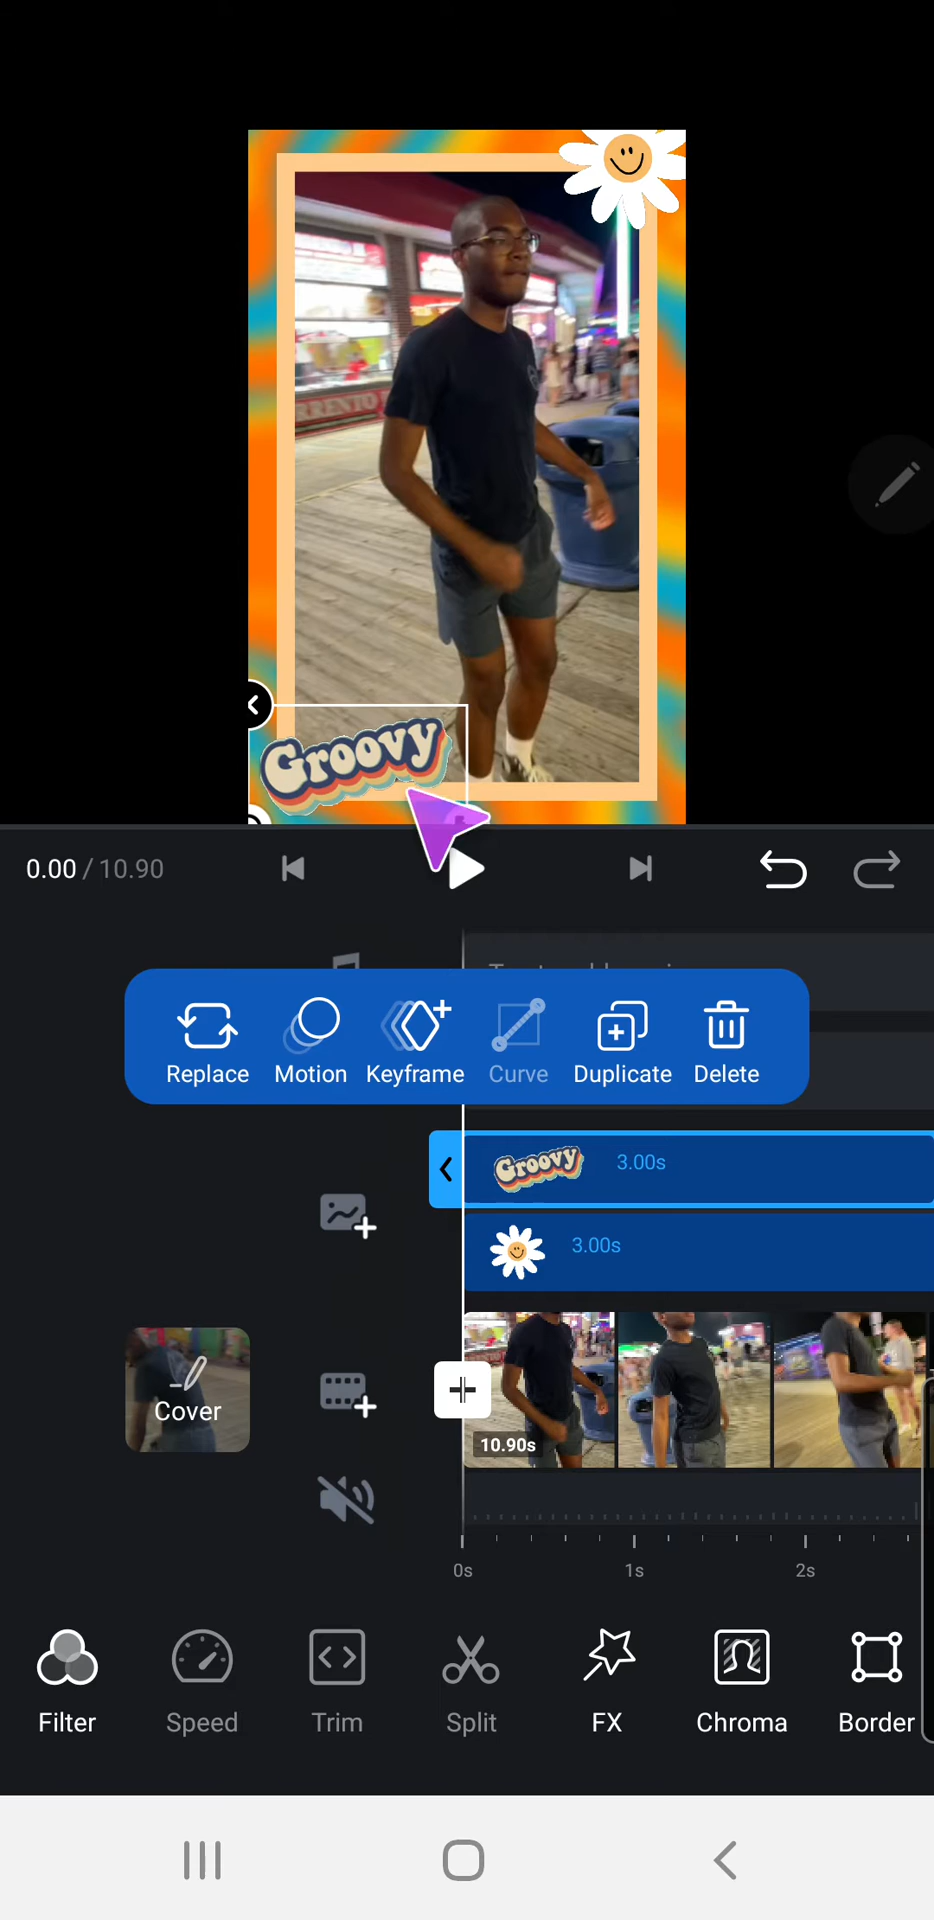 RRENTO
Groovy
0.00 / 10.90
Replace
Motion
Keyframe
Curve
Duplicate
Delete
Groovy
3.00s
3.00s
Cover
10.90s
0s
1s
2s
Filter
Speed
Trim
Split
FX
Chroma
Border